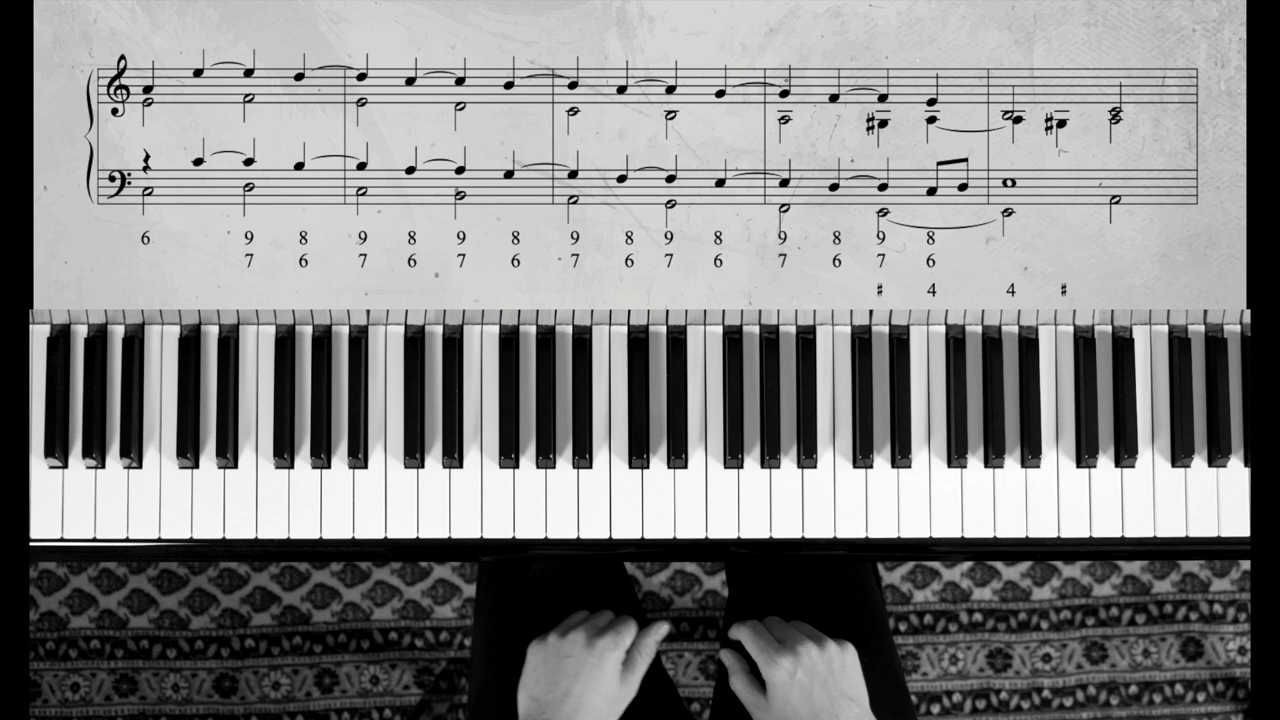 6 9 8 9 8 9 8 9 8 9 8 9 8 9 8
7 6 7 6 7 6 7 6 7 6 7 6 7 6
♯ 4 4 ♯